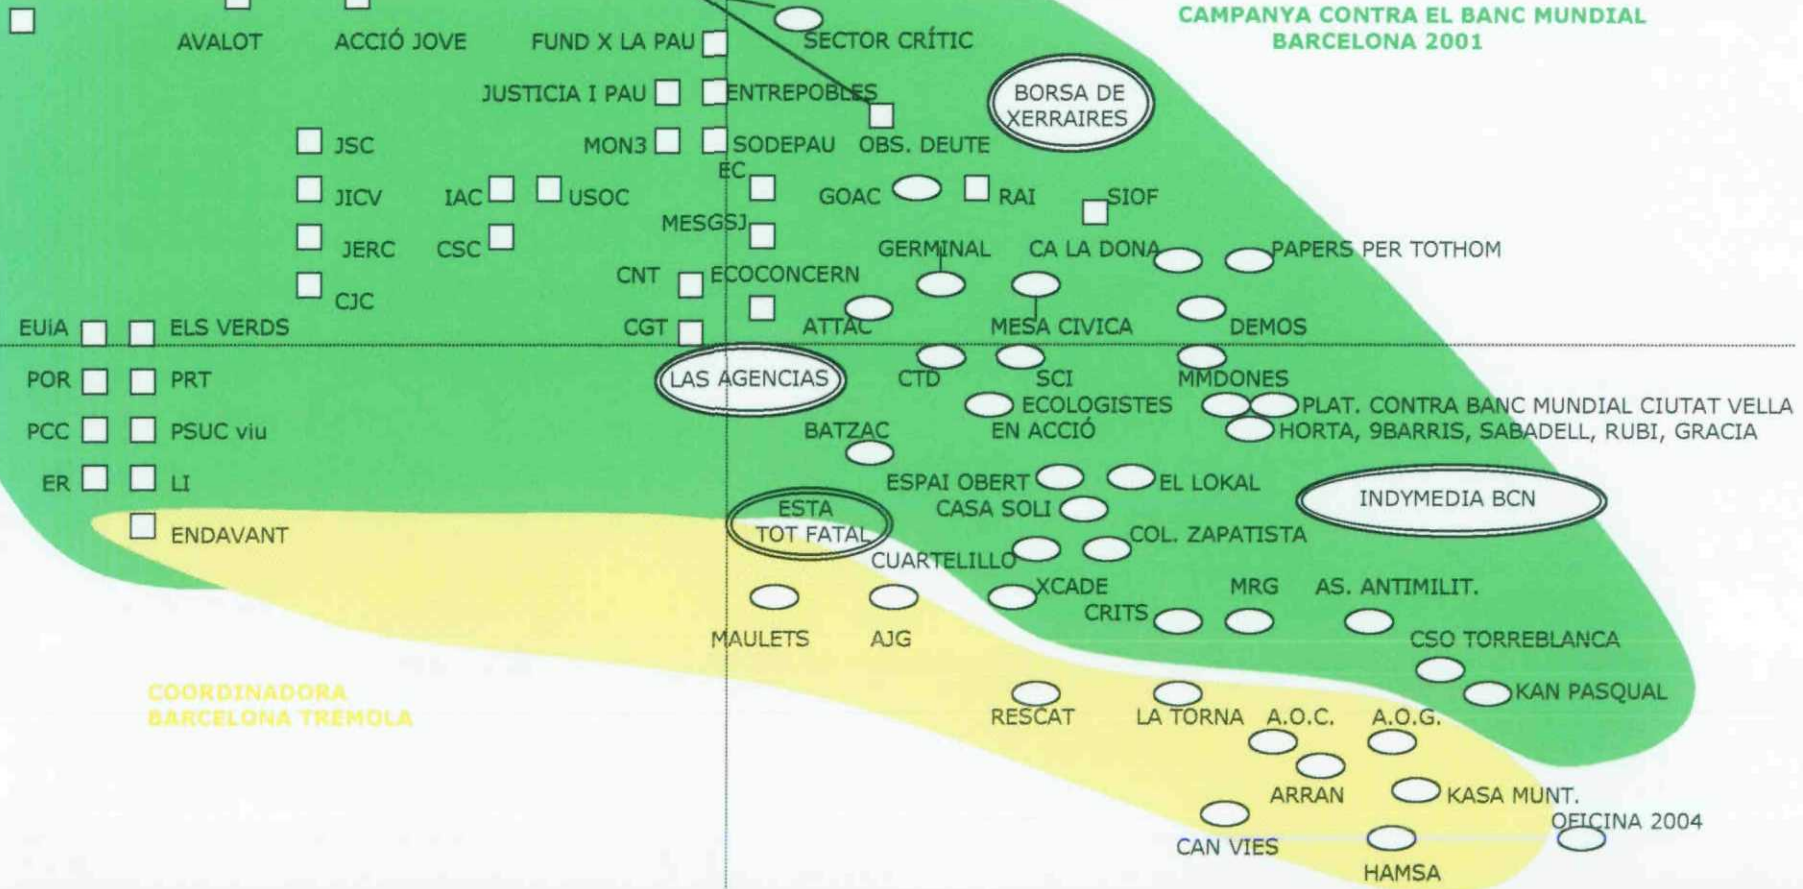 CAMPANYA CONTRA EL BANC MUNDIAL
BARCELONA 2001
AVALOT
ACCIÓ JOVE
FUND X LA PAU
SECTOR CRÍTIC
JUSTICIA I PAU
ENTREPOBLES
BORSA DE
XERRAIRES
JSC
MON3
SODEPAU
OBS. DEUTE
EC
JICV
IAC
USOC
GOAC
RAI
SIOF
MESGSJ
JERC
CSC
GERMINAL
CA LA DONA
PAPERS PER TOTHOM
CNT
ECOCONCERN
CJC
EUiA
ELS VERDS
CGT
ATTAC
MESA CIVICA
DEMOS
POR
PRT
LAS AGENCIAS
CTD
SCI
MMDONES
ECOLOGISTES
EN ACCIÓ
PLAT. CONTRA BANC MUNDIAL CIUTAT VELLA
HORTA, 9BARRIS, SABADELL, RUBI, GRACIA
PCC
PSUC viu
BATZAC
ER
LI
ESPAI OBERT
EL LOKAL
INDYMEDIA BCN
ESTA
TOT FATAL
CASA SOLI
ENDAVANT
COL. ZAPATISTA
CUARTELILLO
XCADE
MRG
AS. ANTIMILIT.
CRITS
MAULETS
AJG
CSO TORREBLANCA
COORDINADORA
BARCELONA TREMOLA
KAN PASQUAL
RESCAT
LA TORNA
A.O.C.
A.O.G.
ARRAN
KASA MUNT.
OFICINA 2004
CAN VIES
HAMSA